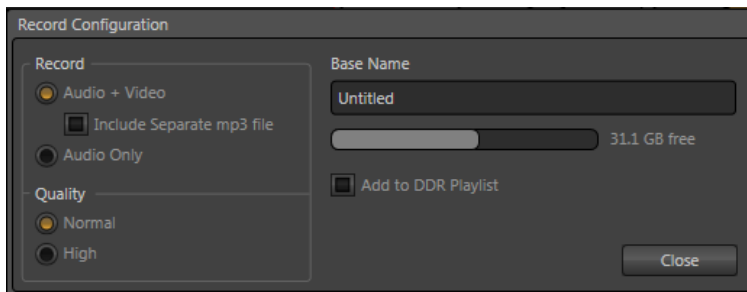 Record Configuration
Record
Audio + Video
Include Separate mp3 file
Audio Only
Quality
Normal
High
Base Name
Untitled
31.1 GB free
Add to DDR Playlist
Close